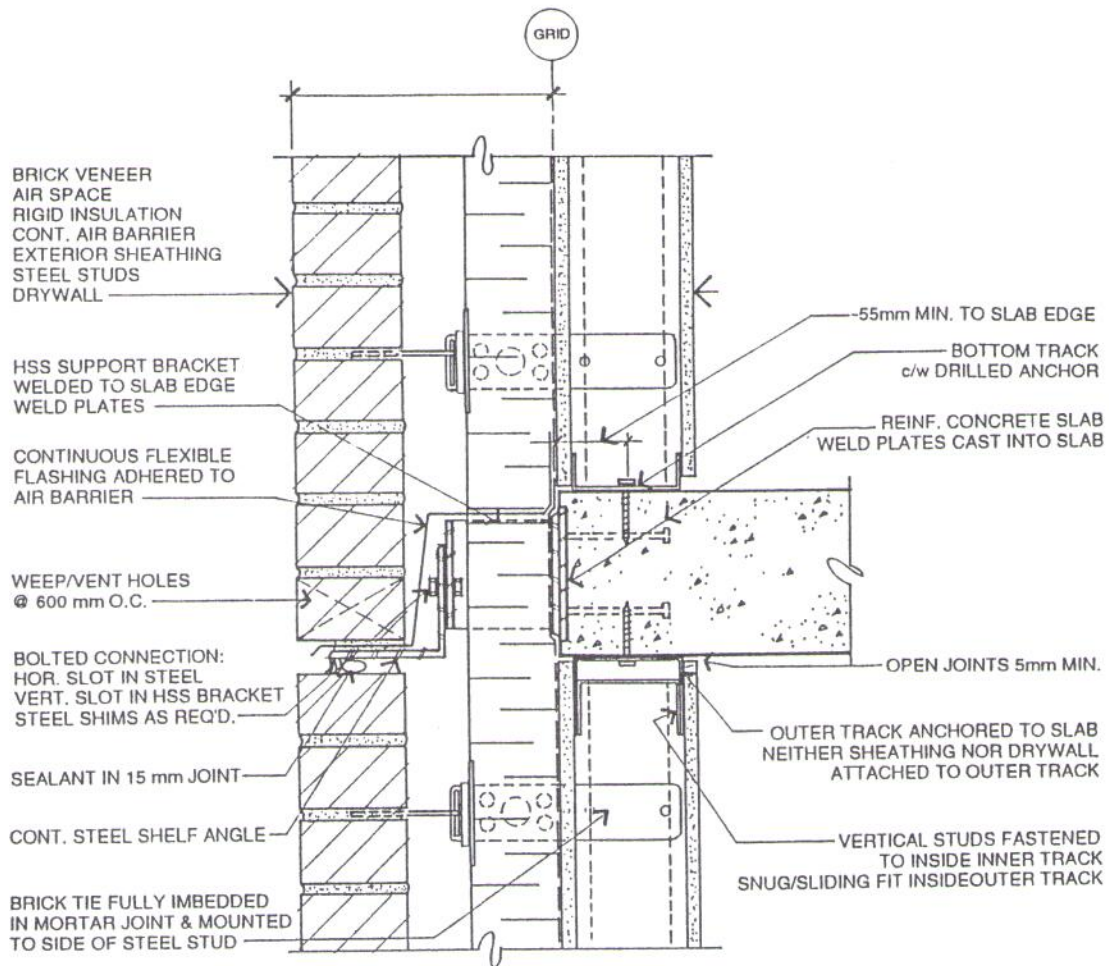 GRID
BRICK VENEER
AIR SPACE
RIGID INSULATION
CONT. AIR BARRIER
EXTERIOR SHEATHING
STEEL STUDS
DRYWALL
HSS SUPPORT BRACKET
WELDED TO SLAB EDGE
WELD PLATES
CONTINUOUS FLEXIBLE
FLASHING ADHERED TO
AIR BARRIER
WEEP/VENT HOLES
@ 600 mm O.C.
BOLTED CONNECTION:
HOR. SLOT IN STEEL
VERT. SLOT IN HSS BRACKET
STEEL SHIMS AS REQ'D.
SEALANT IN 15 mm JOINT
CONT. STEEL SHELF ANGLE
BRICK TIE FULLY IMBEDDED
IN MORTAR JOINT & MOUNTED
TO SIDE OF STEEL STUD
55mm MIN. TO SLAB EDGE
BOTTOM TRACK
c/w DRILLED ANCHOR
REINF. CONCRETE SLAB
WELD PLATES CAST INTO SLAB
OPEN JOINTS 5mm MIN.
OUTER TRACK ANCHORED TO SLAB
NEITHER SHEATHING NOR DRYWALL
ATTACHED TO OUTER TRACK
VERTICAL STUDS FASTENED
TO INSIDE INNER TRACK
SNUG/SLIDING FIT INSIDEOUTER TRACK